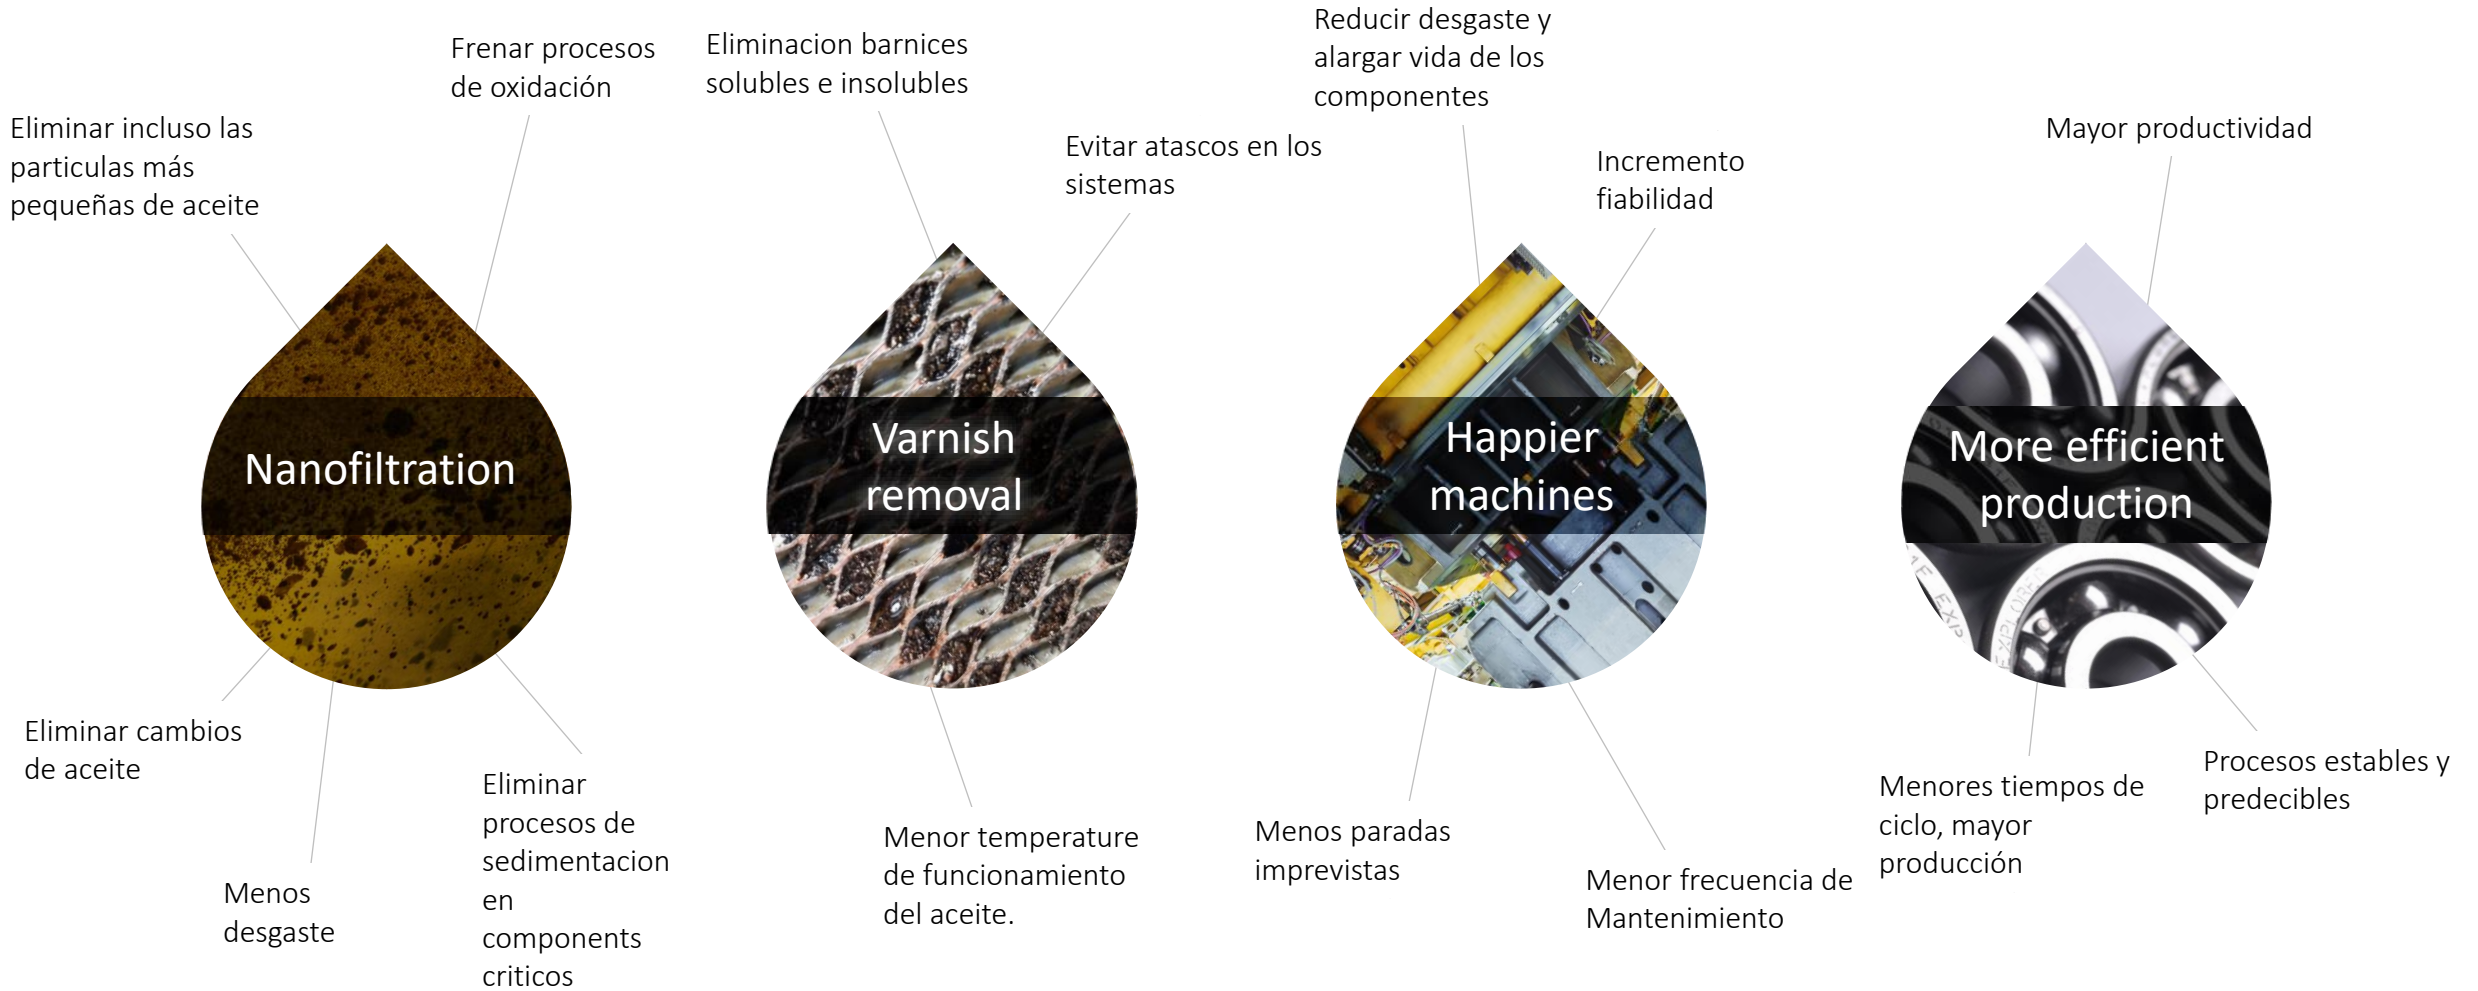 Eliminar incluso las
particulas más
pequeñas de aceite
Frenar procesos
de oxidación
Nanofiltration
Eliminar cambios
de aceite
Menos
desgaste
Eliminar
procesos de
sedimentacion
en
components
criticos
Eliminacion barnices
solubles e insolubles
Evitar atascos en los
sistemas
Varnish
removal
Menor temperature
de funcionamiento
del aceite.
Reducir desgaste y
alargar vida de los
componentes
Incremento
fiabilidad
Happier
machines
Menos paradas
imprevistas
Menor frecuencia de
Mantenimiento
Mayor productividad
More efficient
production
Menores tiempos de
ciclo, mayor
producción
Procesos estables y
predecibles
EXPLORER